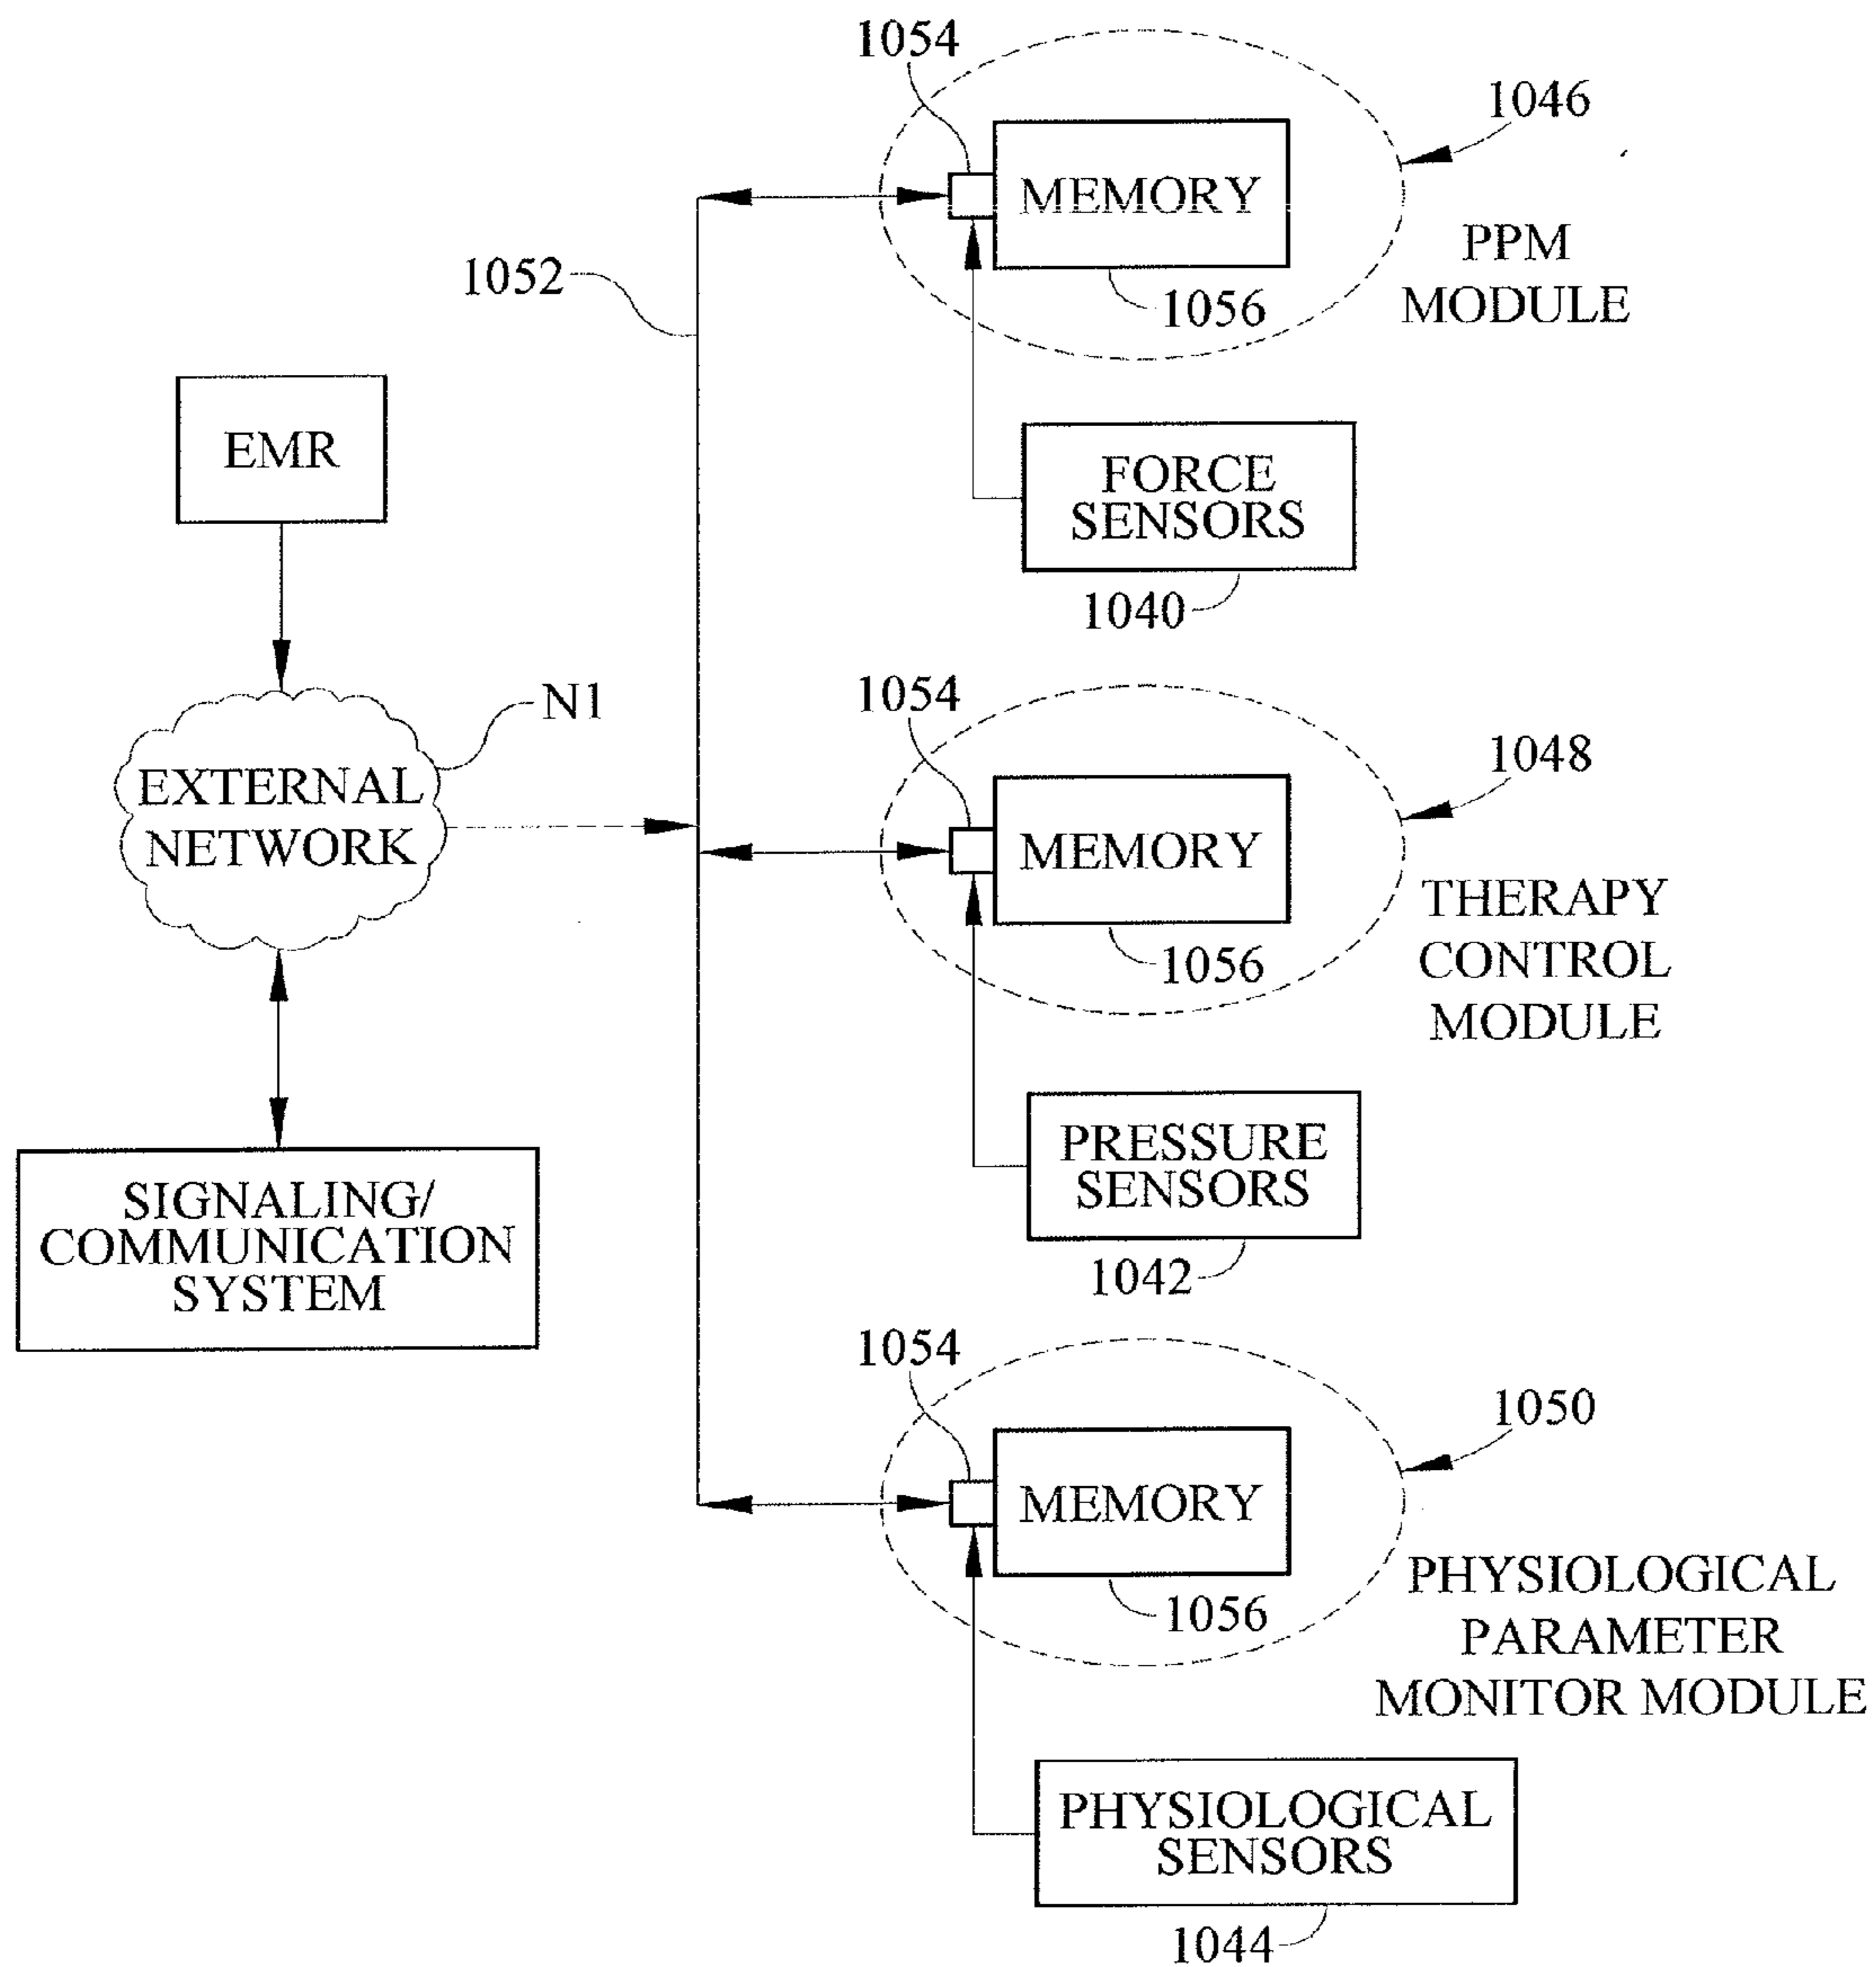 1054
1046
MEMORY
PPM
MODULE
1052
1056
EMR
FORCE
SENSORS
1040
N1
1054
1048
EXTERNAL
NETWORK
MEMORY
THERAPY
CONTROL
MODULE
1056
PRESSURE
SENSORS
SIGNALING/
COMMUNICATION
SYSTEM
1042
1054
1050
MEMORY
PHYSIOLOGICAL
PARAMETER
MONITOR MODULE
1056
PHYSIOLOGICAL
SENSORS
1044